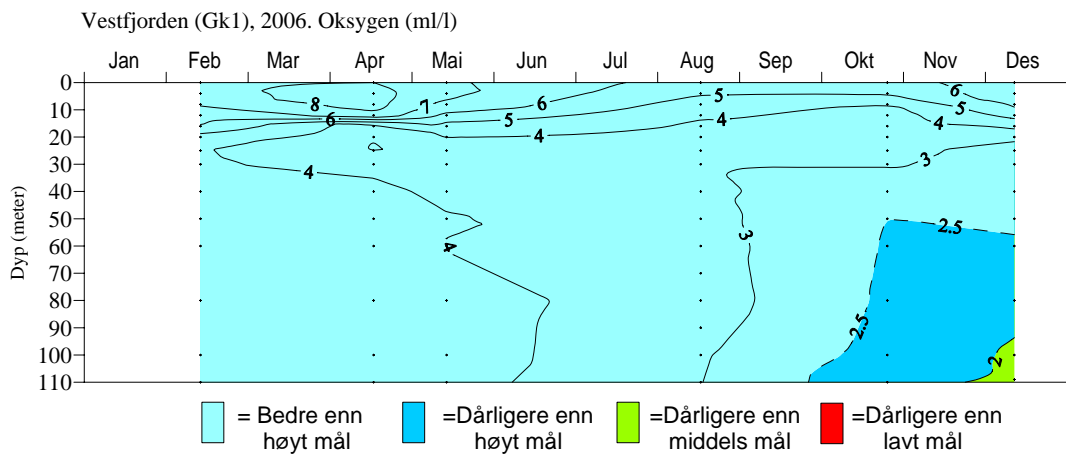 Vestfjorden (Gk1), 2006. Oksygen (ml/l)
Jan Feb Mar Apr Mai Jun Jul Aug Sep Okt Nov Des
Dyp (meter)
0
10
20
30
40
50
60
70
80
90
100
110
8 7 6 6 5 4 5 4 6 5 4
4 3
4 3 2.5
2.5
2
= Bedre enn høyt mål
=Dårligere enn høyt mål
=Dårligere enn middels mål
=Dårligere enn lavt mål